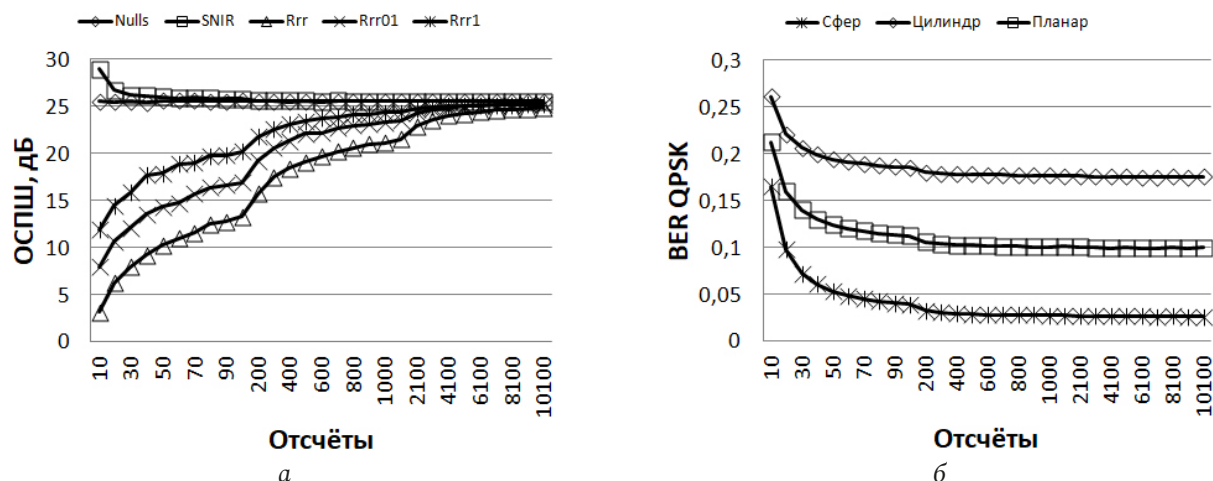 Nulls SNIR Rrr Rrr01 Rrr1
ОСПШ, дБ
30
25
20
15
10
5
0
10 30 50 70 90 200 400 600 800 1000 2100 4100 6100 8100 10100
Отсчёты
а
Сфер Цилиндр Планар
BER QPSK
0,3
0,25
0,2
0,15
0,1
0,05
0
10 30 50 70 90 200 400 600 800 1000 2100 4100 6100 8100 10100
Отсчёты
б